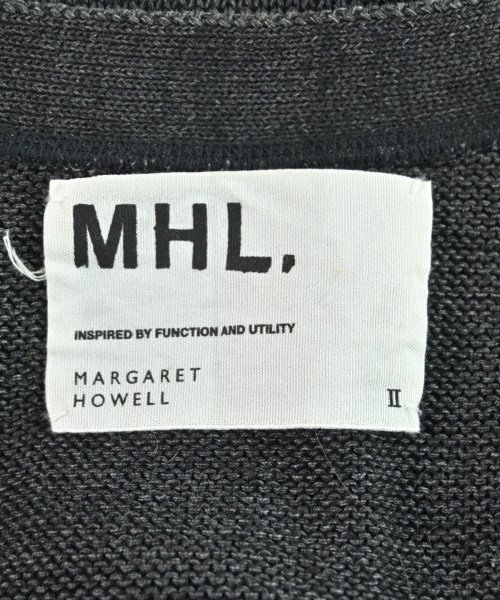 MHL.
INSPIRED BY FUNCTION AND UTILITY
MARGARET
HOWELL
II